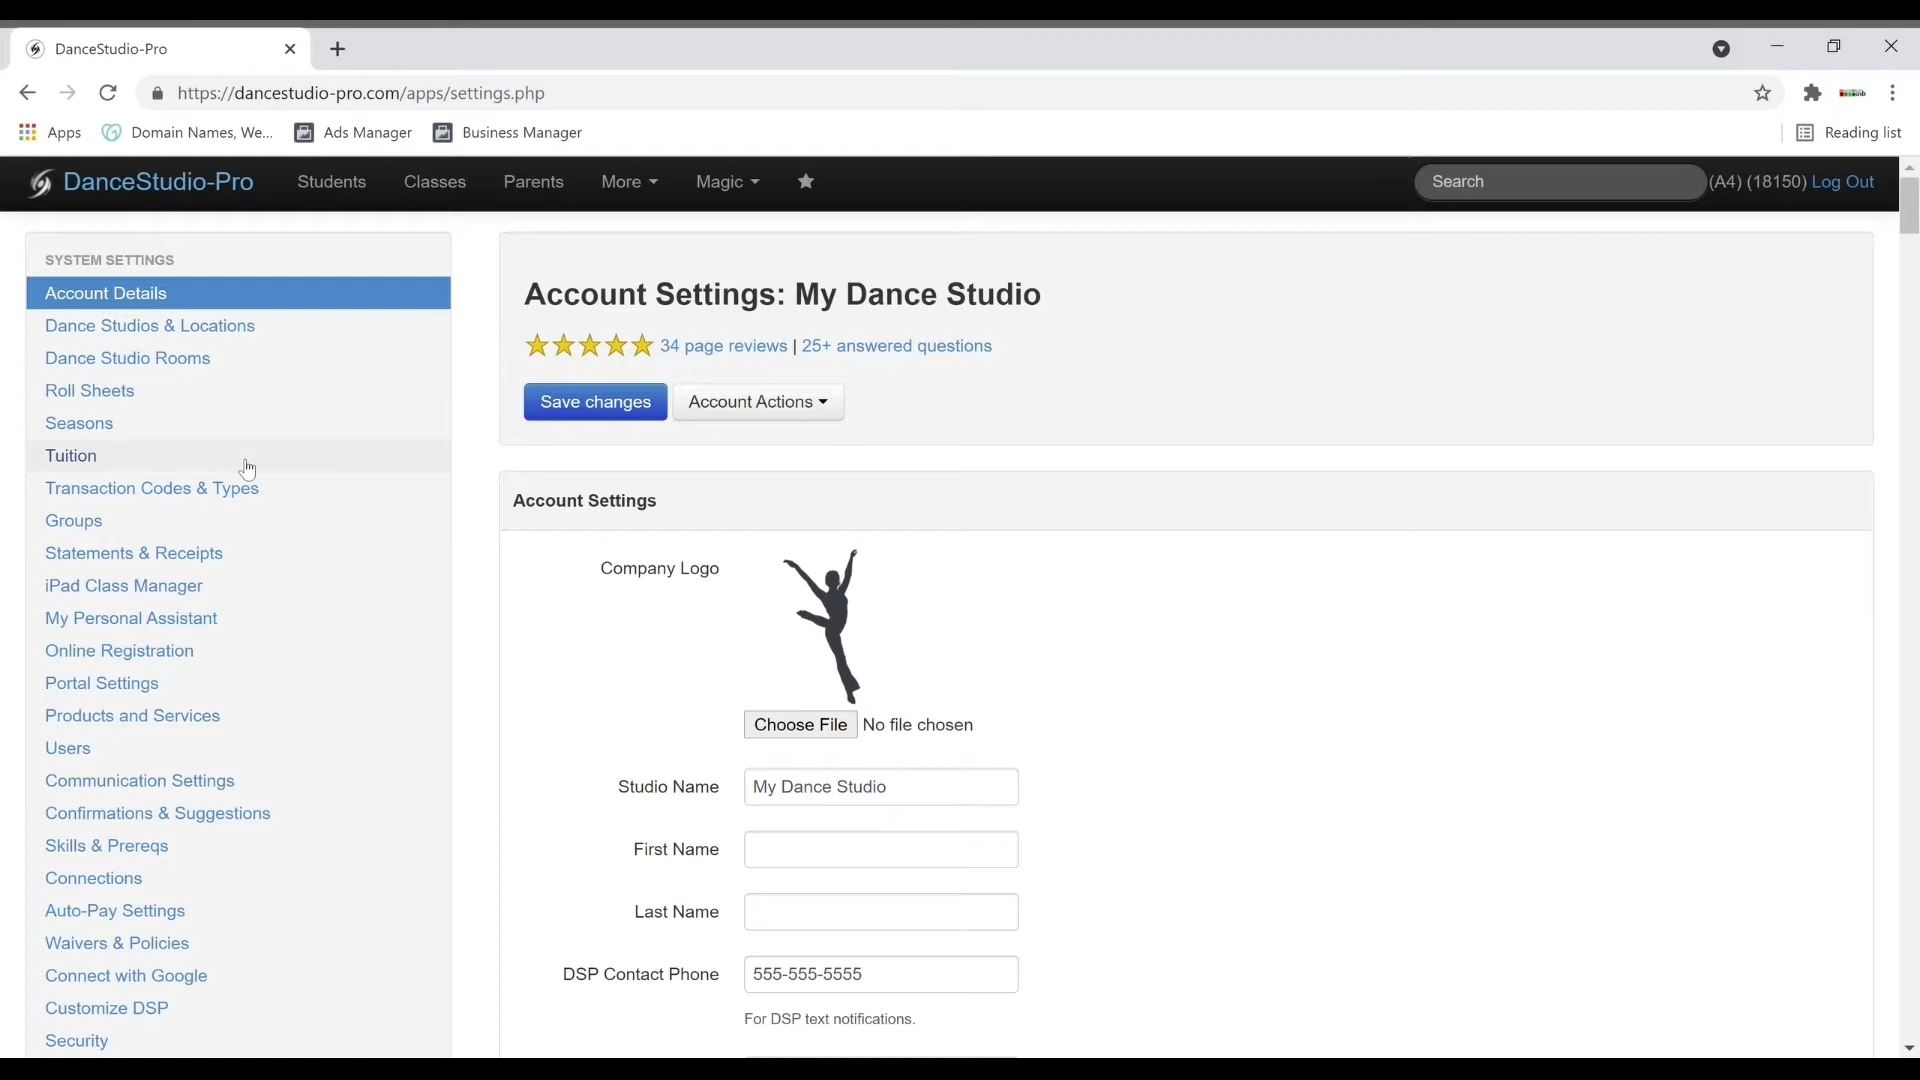 DanceStudio-Pro
https://dancestudio-pro.com/apps/settings.php
Apps Domain Names, We... Ads Manager Business Manager Reading list
DanceStudio-Pro Students Classes Parents More Magic Search (A4) (18150) Log Out
SYSTEM SETTINGS
Account Details
Dance Studios & Locations
Dance Studio Rooms
Roll Sheets
Seasons
Tuition
Transaction Codes & Types
Groups
Statements & Receipts
iPad Class Manager
My Personal Assistant
Online Registration
Portal Settings
Products and Services
Users
Communication Settings
Confirmations & Suggestions
Skills & Prereqs
Connections
Auto-Pay Settings
Waivers & Policies
Connect with Google
Customize DSP
Security
Account Settings: My Dance Studio
34 page reviews | 25+ answered questions
Save changes Account Actions
Account Settings
Company Logo
Choose File No file chosen
Studio Name My Dance Studio
First Name
Last Name
DSP Contact Phone 555-555-5555
For DSP text notifications.